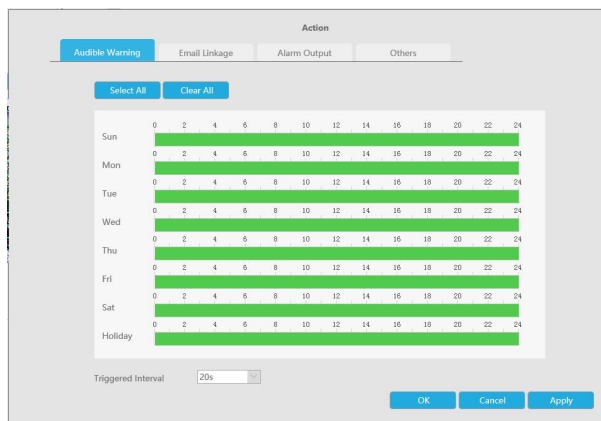 Action
Audible Warning Email Linkage Alarm Output Others
Select All Clear All
0 2 4 6 8 10 12 14 16 18 20 22 24
Sun
0 2 4 6 8 10 12 14 16 18 20 22 24
Mon
0 2 4 6 8 10 12 14 16 18 20 22 24
Tue
0 2 4 6 8 10 12 14 16 18 20 22 24
Wed
0 2 4 6 8 10 12 14 16 18 20 22 24
Thu
0 2 4 6 8 10 12 14 16 18 20 22 24
Fri
0 2 4 6 8 10 12 14 16 18 20 22 24
Sat
0 2 4 6 8 10 12 14 16 18 20 22 24
Holiday
Triggered Interval 20s
OK Cancel Apply